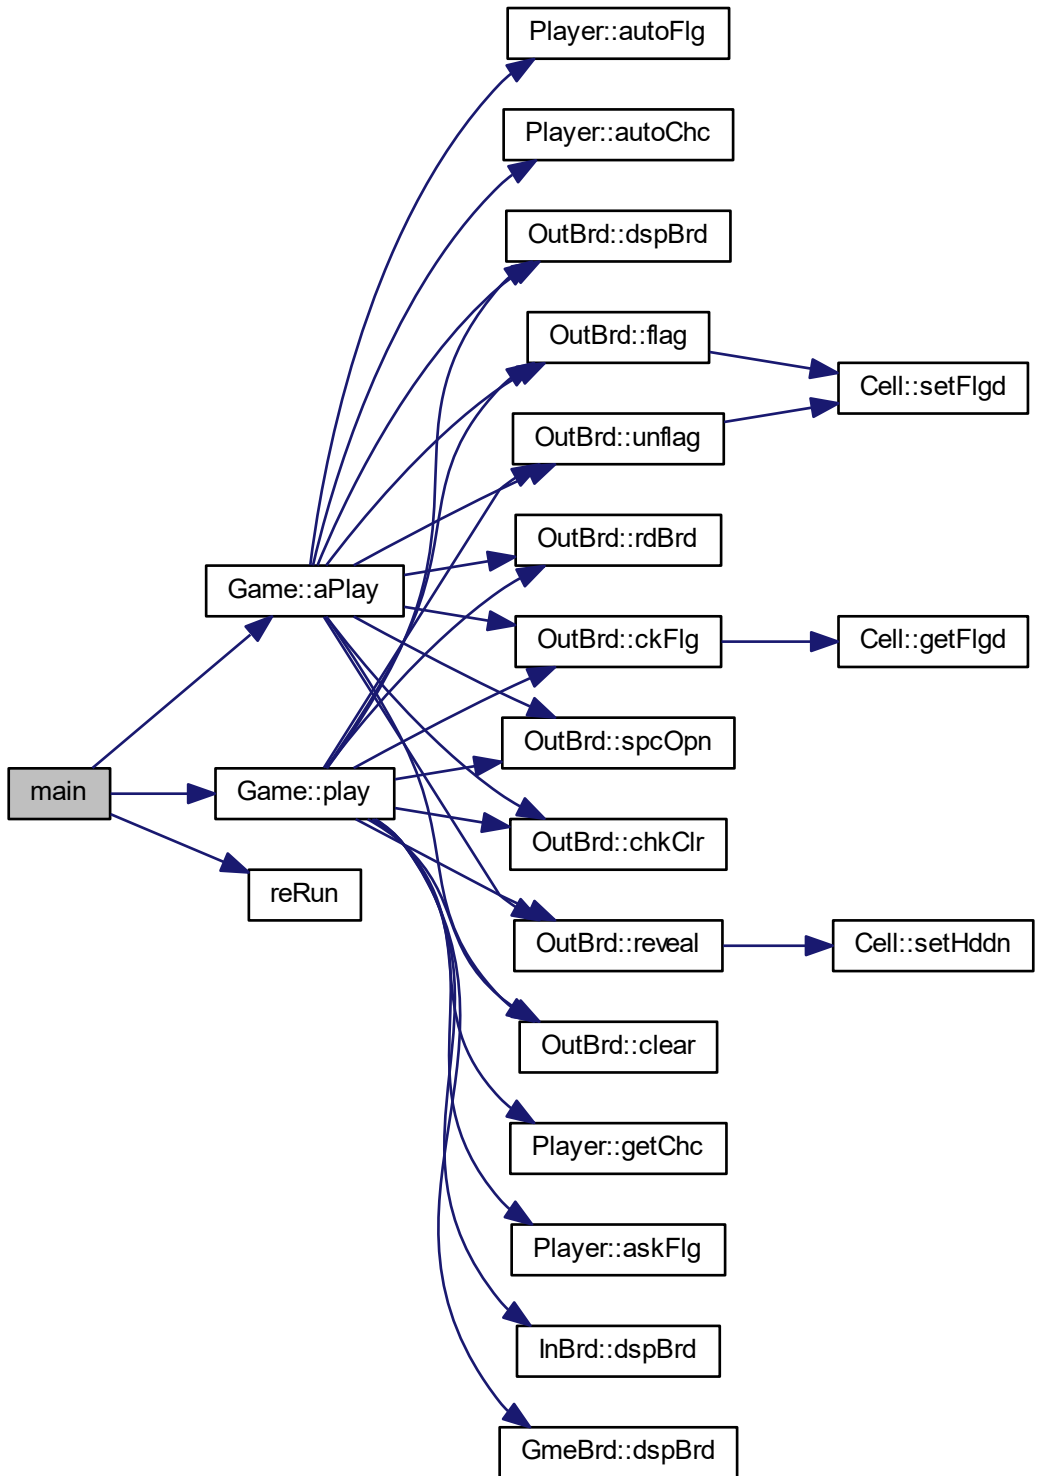 Player::autoFlg
Player::autoChc
OutBrd::dspBrd
OutBrd::flag
Cell::setFlgd
OutBrd::unflag
OutBrd::rdBrd
Game::aPlay
OutBrd::ckFlg
Cell::getFlgd
OutBrd::spcOpn
main
Game::play
OutBrd::chkClr
reRun
OutBrd::reveal
Cell::setHddn
OutBrd::clear
Player::getChc
Player::askFlg
InBrd::dspBrd
GmeBrd::dspBrd